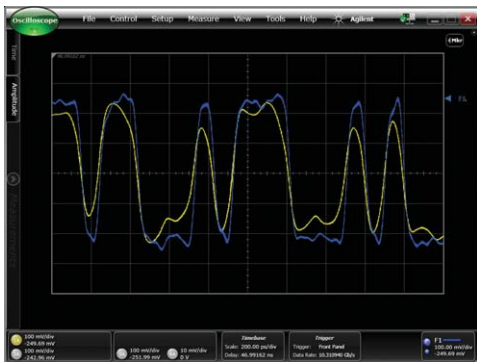 Oscilloscope File Control Setup Measure View Tools Help Agilent
Time
Amplitude
100 mV/div
-249.69 mV
100 mV/div
-242.96 mV
100 mV/div
-251.99 mV
10 mV/div
0 V
Timebase
Scale: 200.00 ps/div
Delay: 46.99162 ns
Trigger
Trigger: Front Panel
Data Rate: 10.310940 Gb/s
F1
100.00 mV/div
-249.69 mV